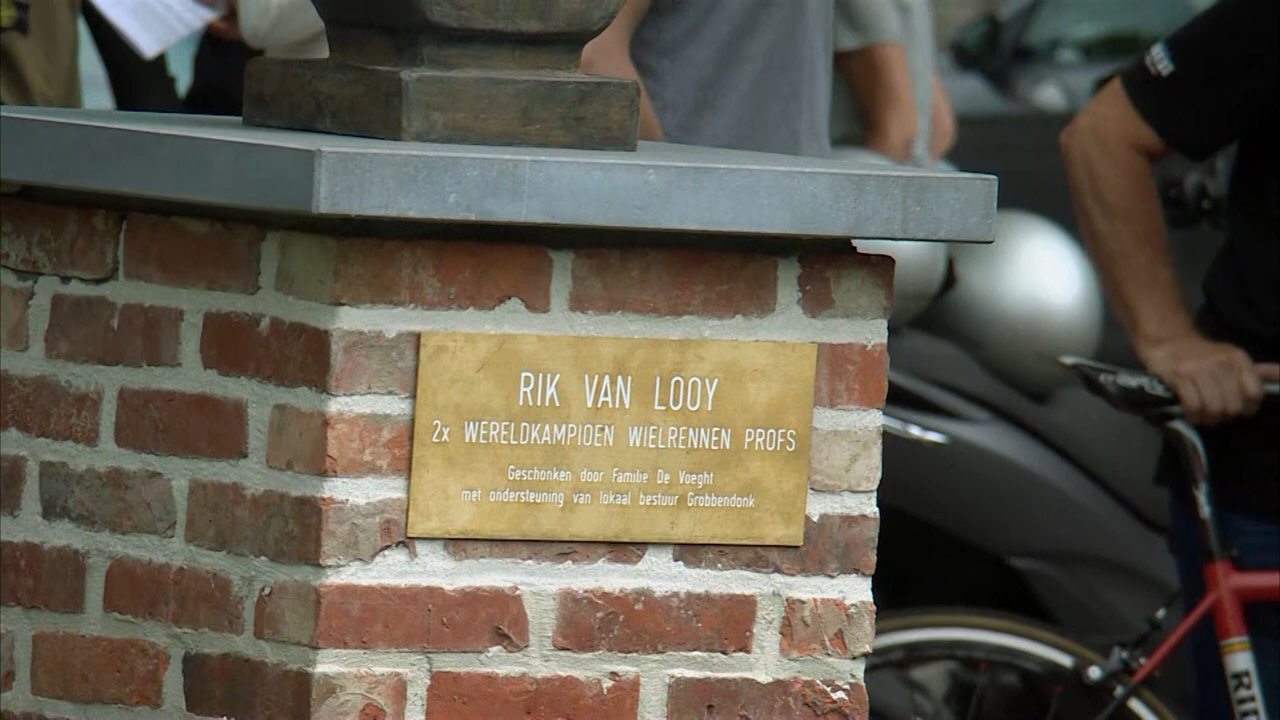 RIK VAN LOOY
2x WERELDKAMPIOEN WIELRENNEN PROFS
Geschonken door Familie De Voeght
met ondersteuning van lokaal bestuur Grobbendonk